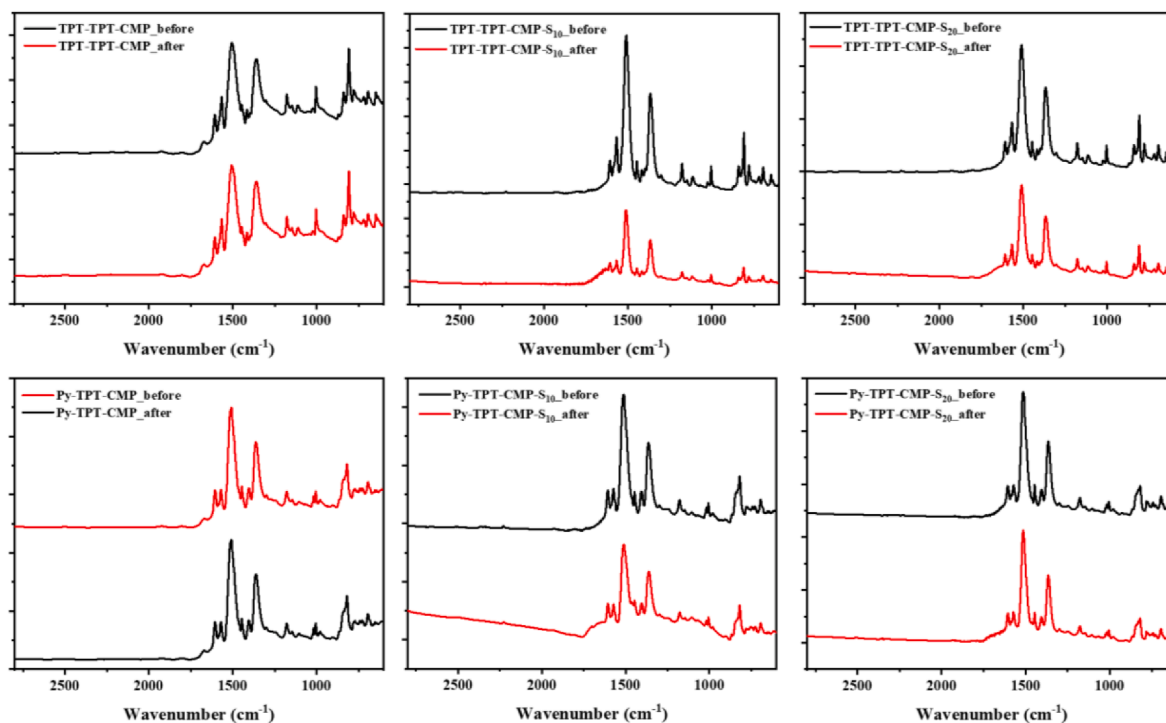 TPT-TPT-CMP_before
TPT-TPT-CMP_after
2500 2000 1500 1000
Wavenumber (cm⁻¹)
TPT-TPT-CMP-S₁₀_before
TPT-TPT-CMP-S₁₀_after
2500 2000 1500 1000
Wavenumber (cm⁻¹)
TPT-TPT-CMP-S₂₀_before
TPT-TPT-CMP-S₂₀_after
2500 2000 1500 1000
Wavenumber (cm⁻¹)
Py-TPT-CMP_before
Py-TPT-CMP_after
2500 2000 1500 1000
Wavenumber (cm⁻¹)
Py-TPT-CMP-S₁₀_before
Py-TPT-CMP-S₁₀_after
2500 2000 1500 1000
Wavenumber (cm⁻¹)
Py-TPT-CMP-S₂₀_before
Py-TPT-CMP-S₂₀_after
2500 2000 1500 1000
Wavenumber (cm⁻¹)